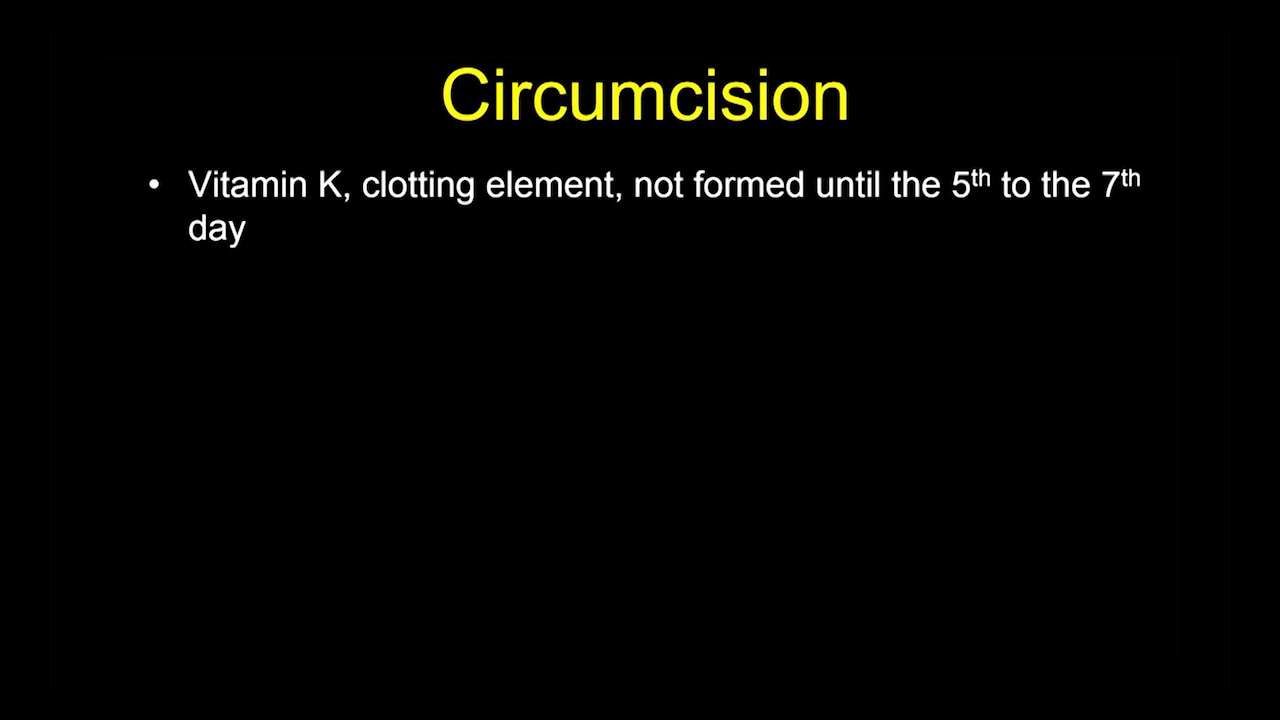 Circumcision
• Vitamin K, clotting element, not formed until the 5th to the 7th
day